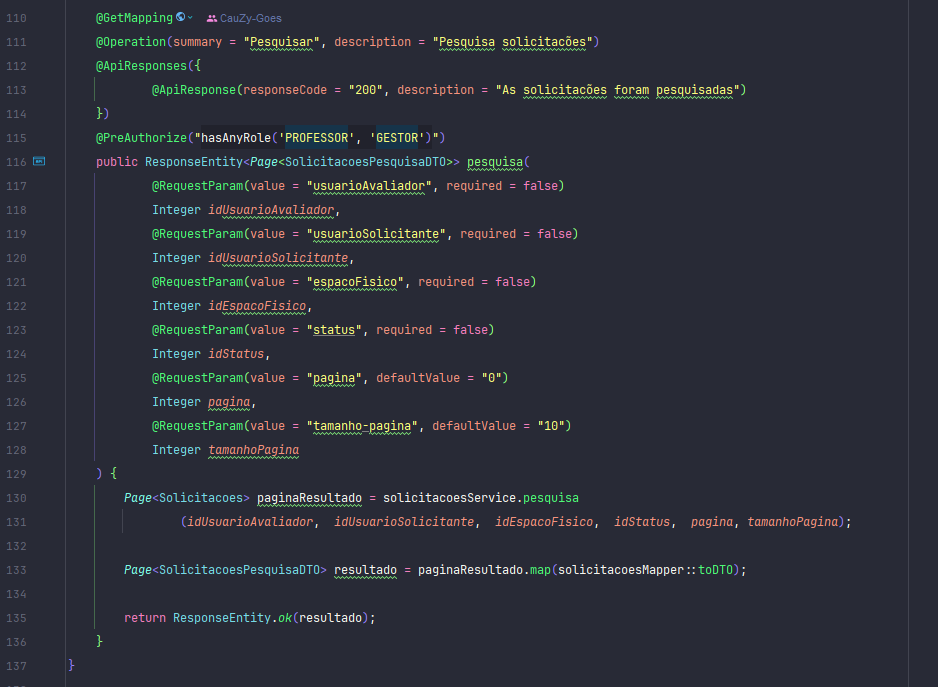 110 @GetMapping CauZy-Goes
111 @Operation(summary = "Pesquisar", description = "Pesquisa solicitacões")
112 @ApiResponses({
113 @ApiResponse(responseCode = "200", description = "As solicitacões foram pesquisadas")
114 })
115 @PreAuthorize("hasAnyRole('PROFESSOR', 'GESTOR')")
116 public ResponseEntity<Page<SolicitacoesPesquisaDTO>> pesquisa(
117 @RequestParam(value = "usuarioAvaliador", required = false)
118 Integer idUsuarioAvaliador,
119 @RequestParam(value = "usuarioSolicitante", required = false)
120 Integer idUsuarioSolicitante,
121 @RequestParam(value = "espacoFisico", required = false)
122 Integer idEspacoFisico,
123 @RequestParam(value = "status", required = false)
124 Integer idStatus,
125 @RequestParam(value = "pagina", defaultValue = "0")
126 Integer pagina,
127 @RequestParam(value = "tamanho-pagina", defaultValue = "10")
128 Integer tamanhoPagina
129 ) {
130 Page<Solicitacoes> paginaResultado = solicitacoesService.pesquisa
131 (idUsuarioAvaliador, idUsuarioSolicitante, idEspacoFisico, idStatus, pagina, tamanhoPagina);
132
133 Page<SolicitacoesPesquisaDTO> resultado = paginaResultado.map(solicitacoesMapper::toDTO);
134
135 return ResponseEntity.ok(resultado);
136 }
137 }